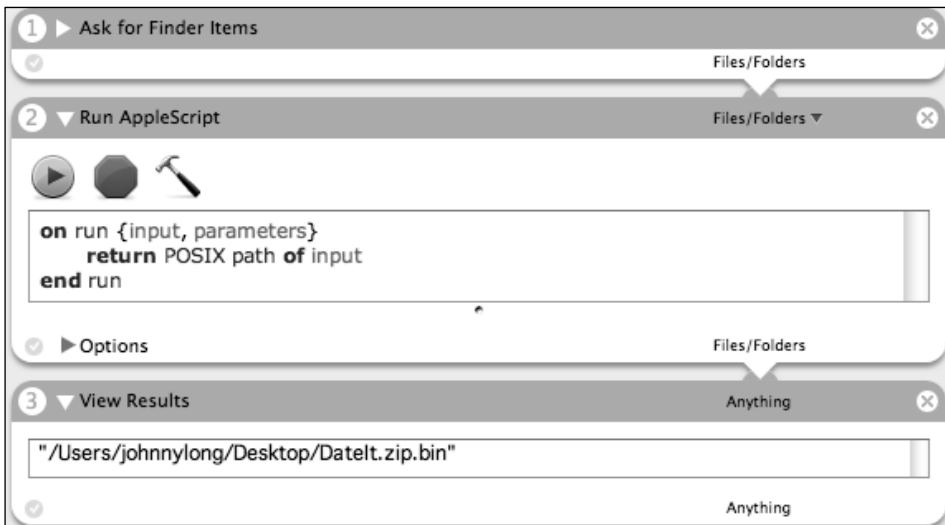 1 Ask for Finder Items
Files/Folders
2 Run AppleScript Files/Folders
on run {input, parameters}
return POSIX path of input
end run
Options Files/Folders
3 View Results Anything
"/Users/johnnylong/Desktop/DateIt.zip.bin"
Anything